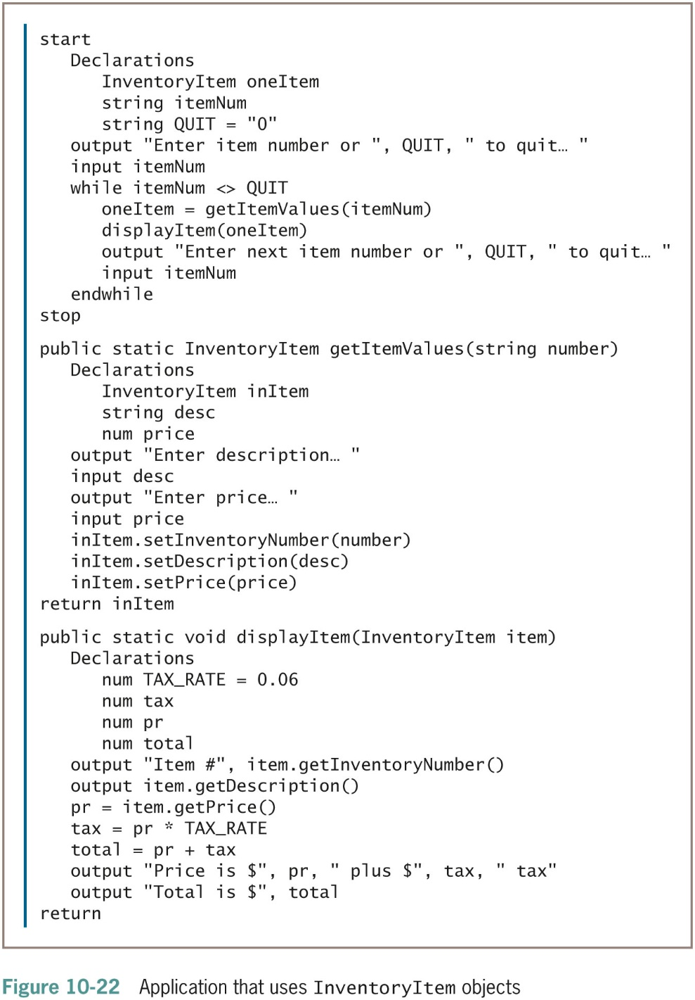 start
   Declarations
      InventoryItem oneItem
      string itemNum
      string QUIT = "0"
   output "Enter item number or ", QUIT, " to quit… "
   input itemNum
   while itemNum <> QUIT
      oneItem = getItemValues(itemNum)
      displayItem(oneItem)
      output "Enter next item number or ", QUIT, " to quit… "
      input itemNum
   endwhile
stop
public static InventoryItem getItemValues(string number)
   Declarations
      InventoryItem inItem
      string desc
      num price
   output "Enter description… "
   input desc
   output "Enter price… "
   input price
   inItem.setInventoryNumber(number)
   inItem.setDescription(desc)
   inItem.setPrice(price)
return inItem
public static void displayItem(InventoryItem item)
   Declarations
      num TAX_RATE = 0.06
      num tax
      num pr
      num total
   output "Item #", item.getInventoryNumber()
   output item.getDescription()
   pr = item.getPrice()
   tax = pr * TAX_RATE
   total = pr + tax
   output "Price is $", pr, " plus $", tax, " tax"
   output "Total is $", total
return
Figure 10-22 Application that uses InventoryItem objects